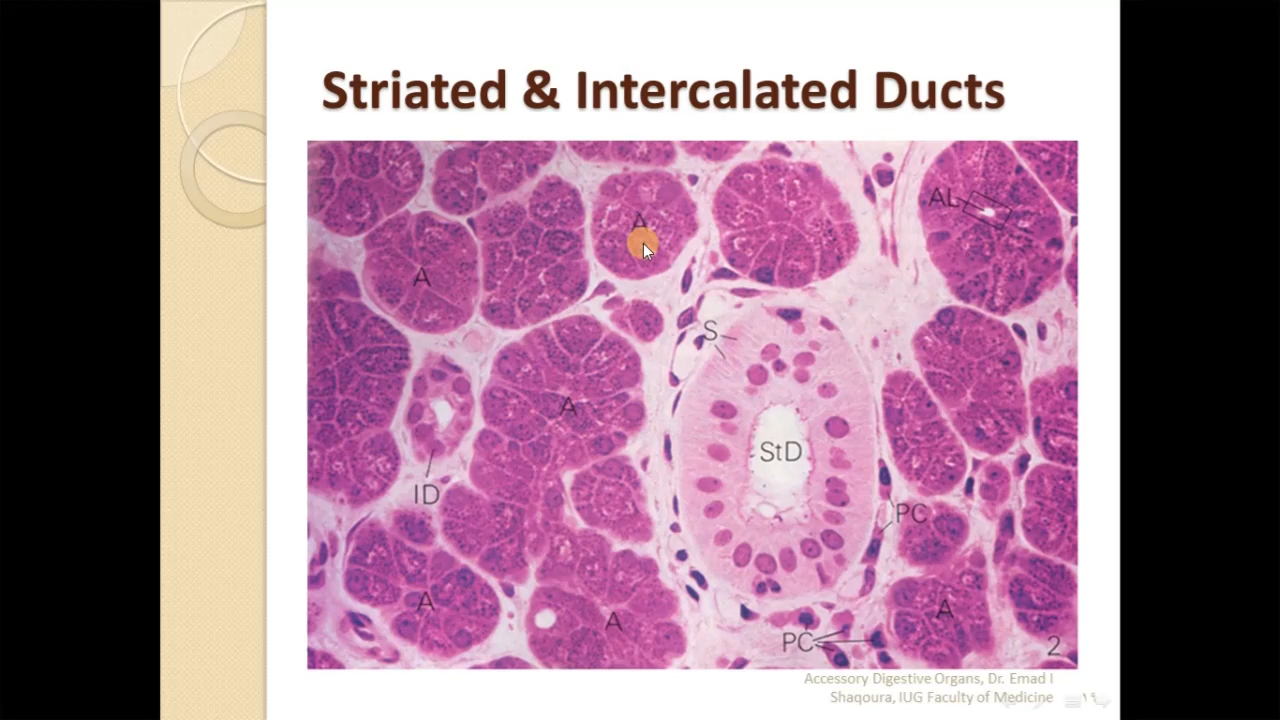 Striated & Intercalated Ducts
A
AL
A
S
A
StD
ID
PC
A
A
A
PC
2
Accessory Digestive Organs, Dr. Emad I
Shaqoura, IUG Faculty of Medicine
١٩